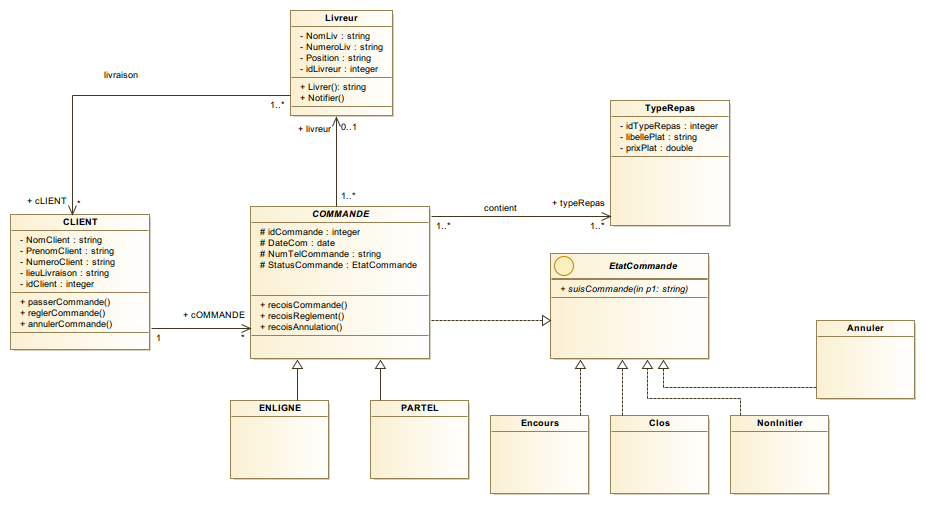 Livreur
- NomLiv : string
- NumeroLiv : string
- Position : string
- idLivreur : integer
+ Livrer(): string
+ Notifier()
livraison
1..*
+ livreur
0..1
TypeRepas
- idTypeRepas : integer
- libellePlat : string
- prixPlat : double
+ cLIENT
*
1..*
CLIENT
- NomClient : string
- PrenomClient : string
- NumeroClient : string
- lieuLivraison : string
- idClient : integer
+ passerCommande()
+ reglerCommande()
+ annulerCommande()
COMMANDE
# idCommande : integer
# DateCom : date
# NumTelCommande : string
# StatusCommande : EtatCommande
+ recoisCommande()
+ recoisReglement()
+ recoisAnnulation()
contient
+ typeRepas
1..*
1..*
EtatCommande
+ suisCommande(in p1: string)
+ cOMMANDE
1
*
Annuler
ENLIGNE
PARTEL
Encours
Clos
NonInitier